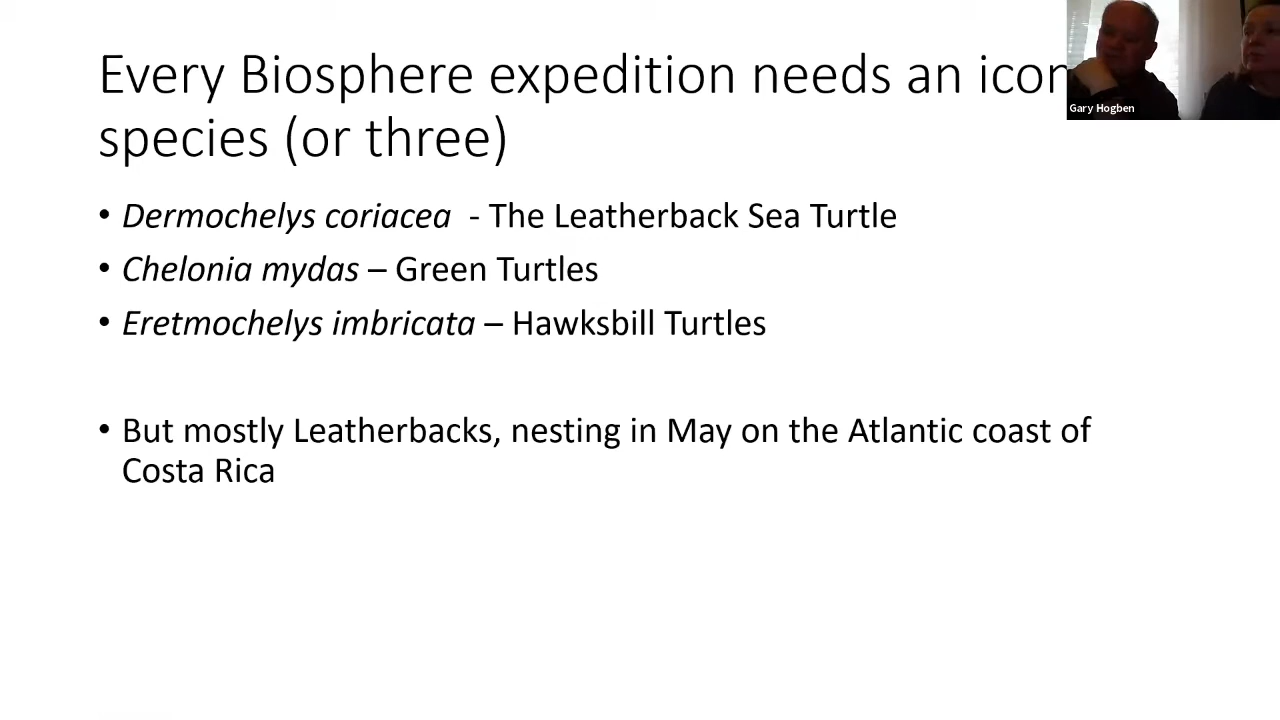 Every Biosphere expedition needs an
species (or three)
Gary Hogben
• Dermochelys coriacea - The Leatherback Sea Turtle
• Chelonia mydas – Green Turtles
• Eretmochelys imbricata – Hawksbill Turtles
• But mostly Leatherbacks, nesting in May on the Atlantic coast of
Costa Rica